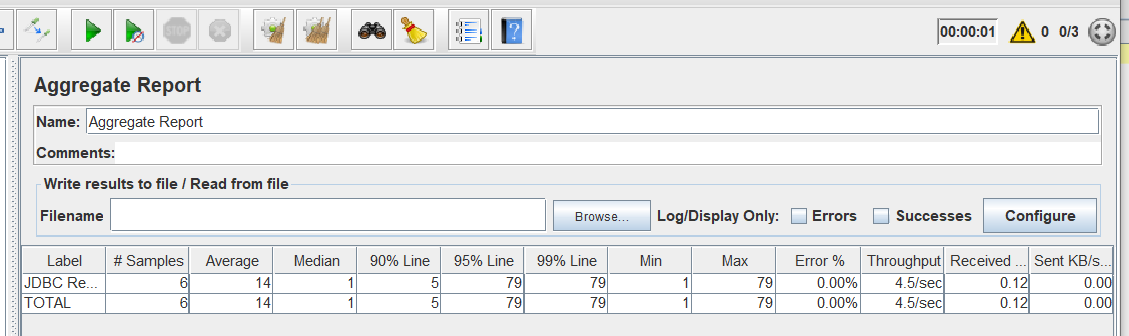 STOP
00:00:01 0 0/3
Aggregate Report
Name: Aggregate Report
Comments:
Write results to file / Read from file
Filename Browse... Log/Display Only: Errors Successes Configure
Label # Samples Average Median 90% Line 95% Line 99% Line Min Max Error % Throughput Received ... Sent KB/s...
JDBC Re... 6 14 1 5 79 79 1 79 0.00% 4.5/sec 0.12 0.00
TOTAL 6 14 1 5 79 79 1 79 0.00% 4.5/sec 0.12 0.00